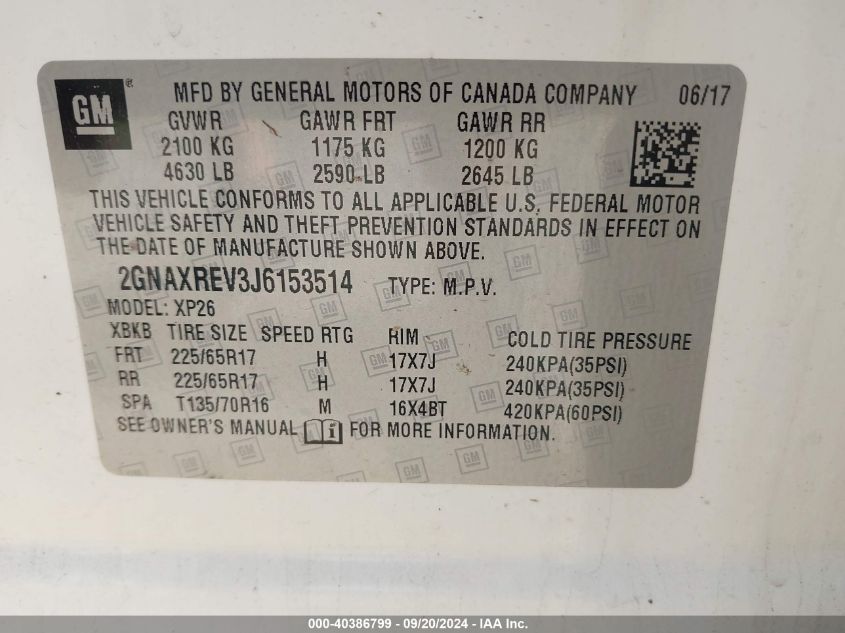 GM ® MFD BY GENERAL MOTORS OF CANADA COMPANY 06/17
GVWR GAWR FRT GAWR RR
2100 KG 1175 KG 1200 KG
4630 LB 2590 LB 2645 LB
THIS VEHICLE CONFORMS TO ALL APPLICABLE U.S. FEDERAL MOTOR
VEHICLE SAFETY AND THEFT PREVENTION STANDARDS IN EFFECT ON
THE DATE OF MANUFACTURE SHOWN ABOVE.
2GNAXREV3J6153514 TYPE: M.P.V.
MODEL: XP26
XBKB TIRE SIZE SPEED RTG RIM COLD TIRE PRESSURE
FRT 225/65R17 H 17X7J 240KPA(35PSI)
RR 225/65R17 H 17X7J 240KPA(35PSI)
SPA T135/70R16 M 16X4BT 420KPA(60PSI)
SEE OWNER'S MANUAL i FOR MORE INFORMATION.
000-40386799 - 09/20/2024 - IAA Inc.